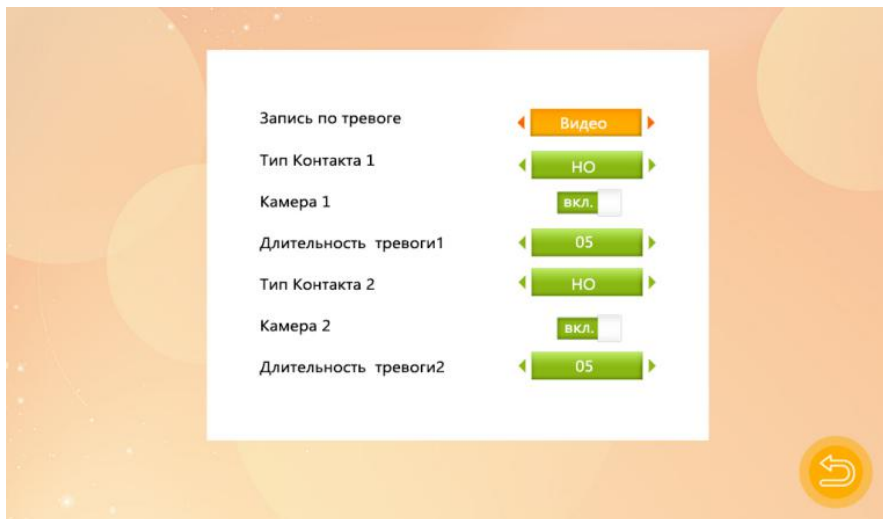 Запись по тревоге Видео
Тип Контакта 1 НО
Камера 1 вкл.
Длительность тревоги1 05
Тип Контакта 2 НО
Камера 2 вкл.
Длительность тревоги2 05